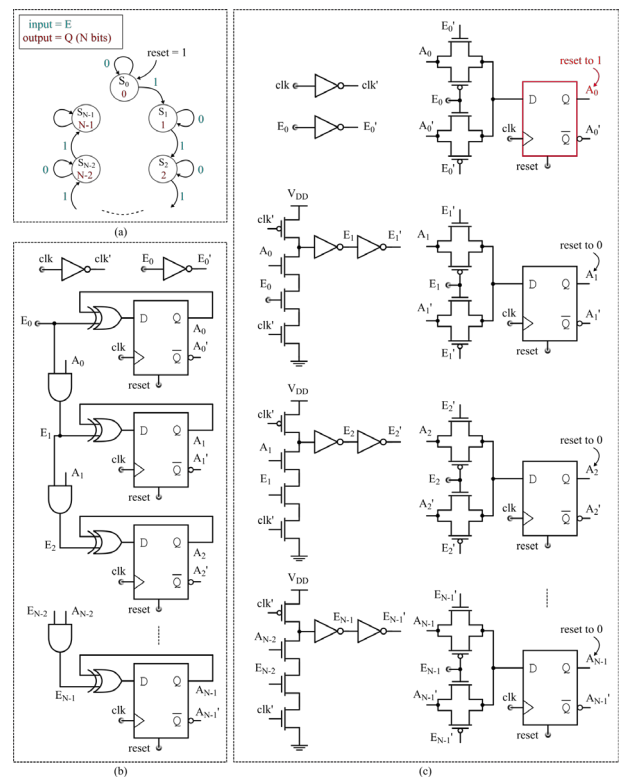 input = E
output = Q (N bits)
reset = 1
0
S0
0
1
SN-1
N-1
S1
1
0
1
1
0
SN-2
N-2
S2
2
0
1
1
(a)
clk
clk'
E0
E0'
E0
D
Q
A0
clk
Q
A0'
reset
A0
E1
D
Q
A1
clk
Q
A1'
reset
A1
E2
D
Q
A2
clk
Q
A2'
reset
EN-2
AN-2
EN-1
D
Q
AN-1
clk
Q
AN-1'
reset
(b)
clk
clk'
E0
E0'
E0'
A0
E0
A0'
E0'
reset to 1
D
Q
A0
clk
Q
A0'
reset
VDD
clk'
A0
E0
clk'
E1
E1'
E1'
A1
E1
A1'
E1'
reset to 0
D
Q
A1
clk
Q
A1'
reset
VDD
clk'
A1
E1
clk'
E2
E2'
E2'
A2
E2
A2'
E2'
reset to 0
D
Q
A2
clk
Q
A2'
reset
VDD
clk'
AN-2
EN-2
clk'
EN-1
EN-1'
EN-1'
AN-1
EN-1
AN-1'
EN-1'
reset to 0
D
Q
AN-1
clk
Q
AN-1'
reset
(c)